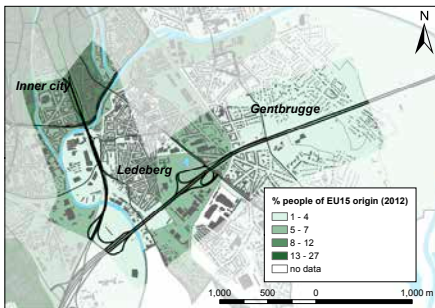 N
Inner city
Gentbrugge
Ledeberg
% people of EU15 origin (2012)
1 - 4
5 - 7
8 - 12
13 - 27
no data
1,000 500 0 1,000 m